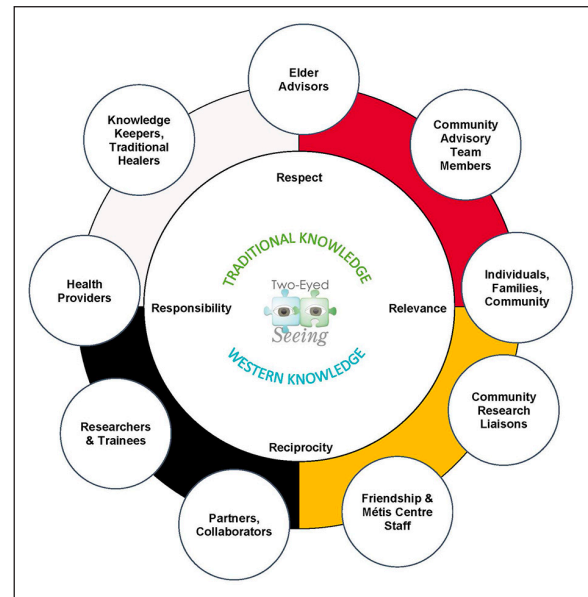 Elder
Advisors
Knowledge
Keepers,
Traditional
Healers
Community
Advisory
Team
Members
Respect
TRADITIONAL KNOWLEDGE
Health
Providers
Responsibility
Two-Eyed
Seeing
Relevance
Individuals,
Families,
Community
WESTERN KNOWLEDGE
Community
Research
Liaisons
Researchers
& Trainees
Reciprocity
Partners,
Collaborators
Friendship &
Métis Centre
Staff